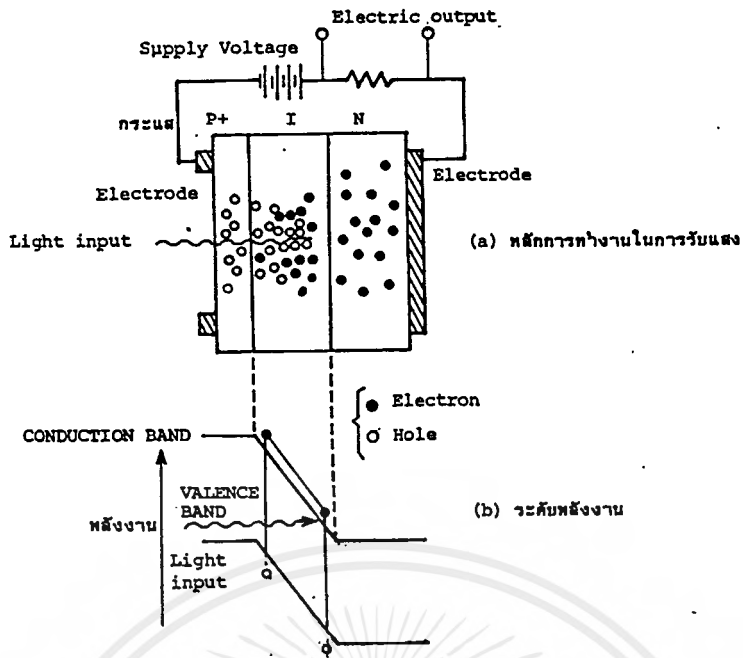 Electric output
Supply Voltage
กระแส P+ I N
Electrode
Electrode
Light input
(a) หลักการทำงานในการรับแสง
Electron
Hole
CONDUCTION BAND
VALENCE
BAND
(b) ระดับพลังงาน
พลังงาน
Light
input